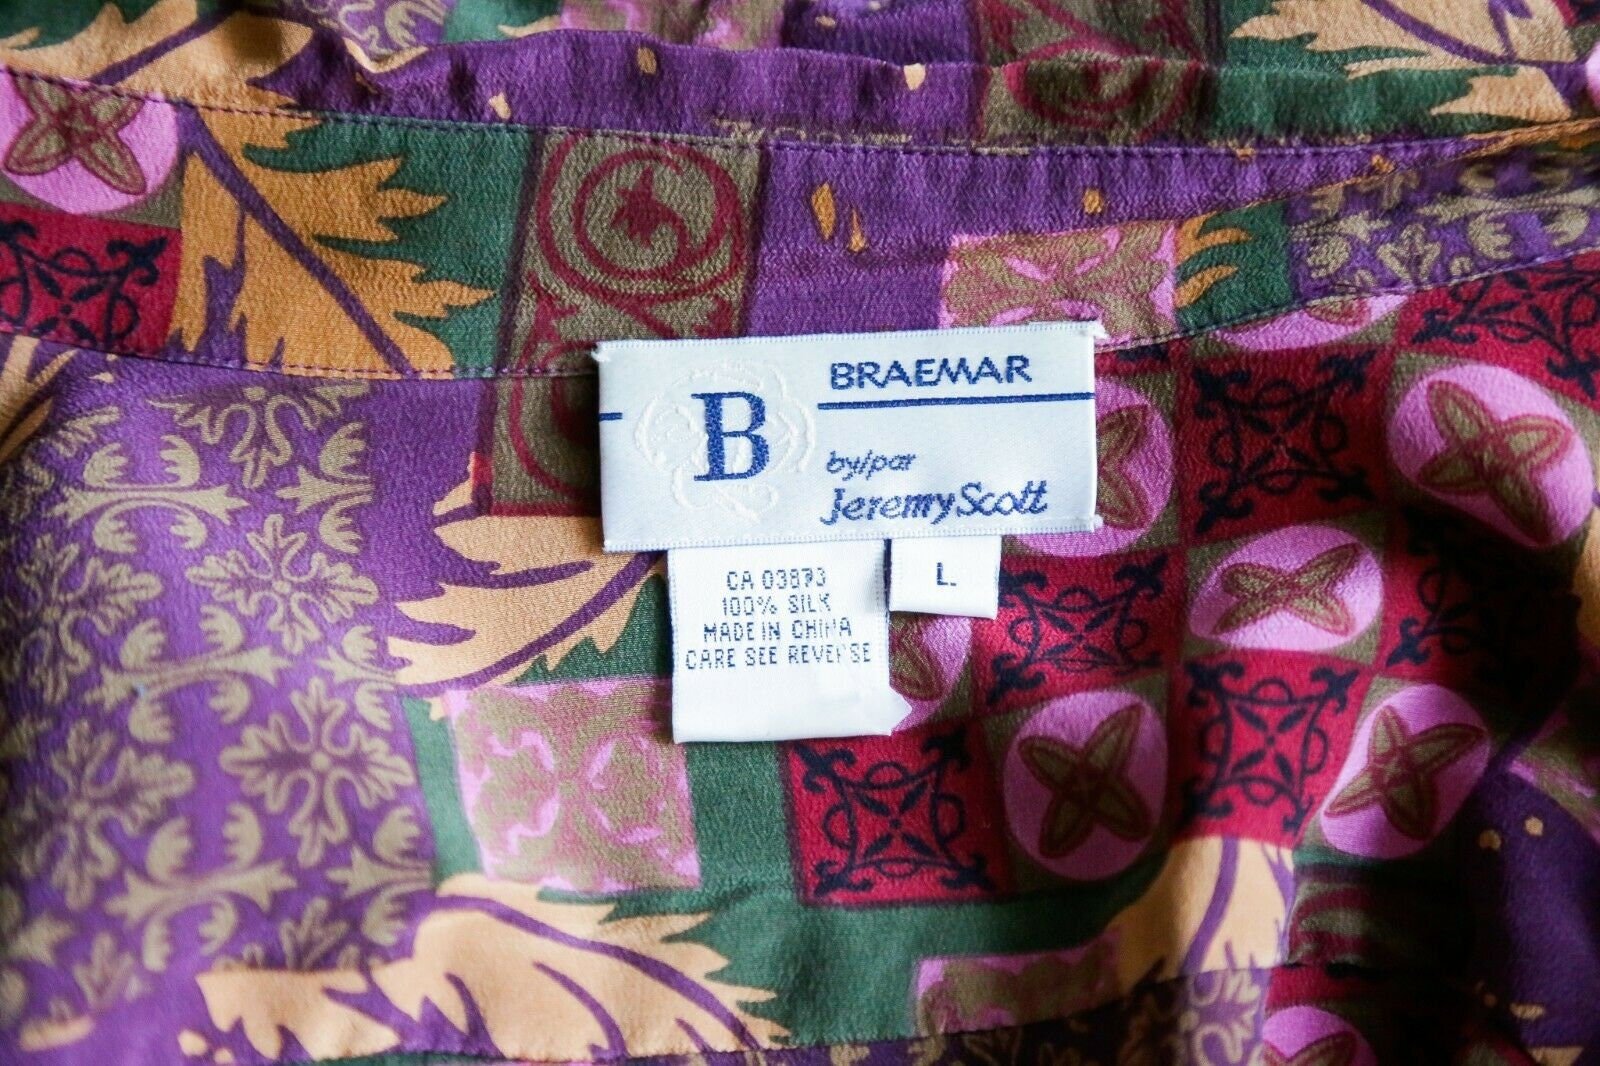 B
BRAEMAR
by/par
Jeremy Scott
L
CA 03873
100% SILK
MADE IN CHINA
CARE SEE REVERSE